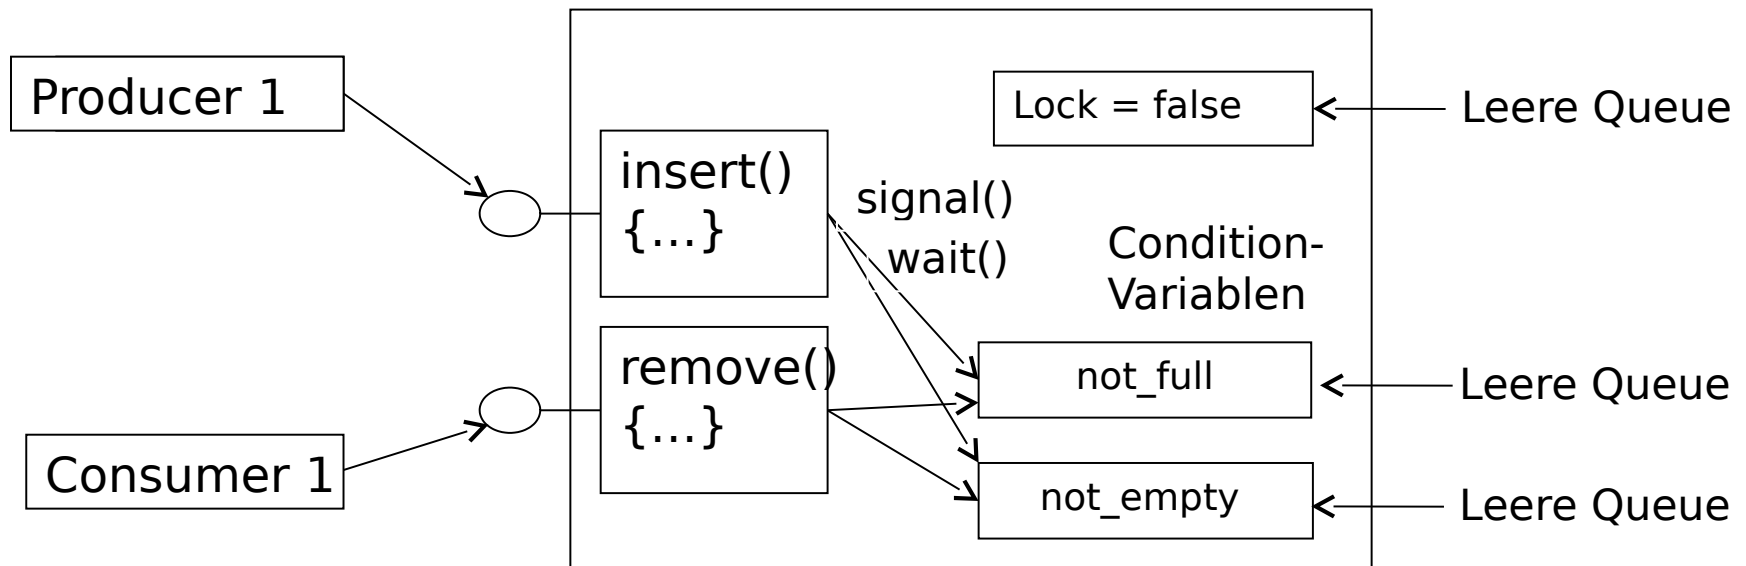 Producer 1
Lock = false
Leere Queue
insert()
{...}
signal()
wait()
Condition-
Variablen
remove()
{...}
not_full
Leere Queue
Consumer 1
not_empty
Leere Queue